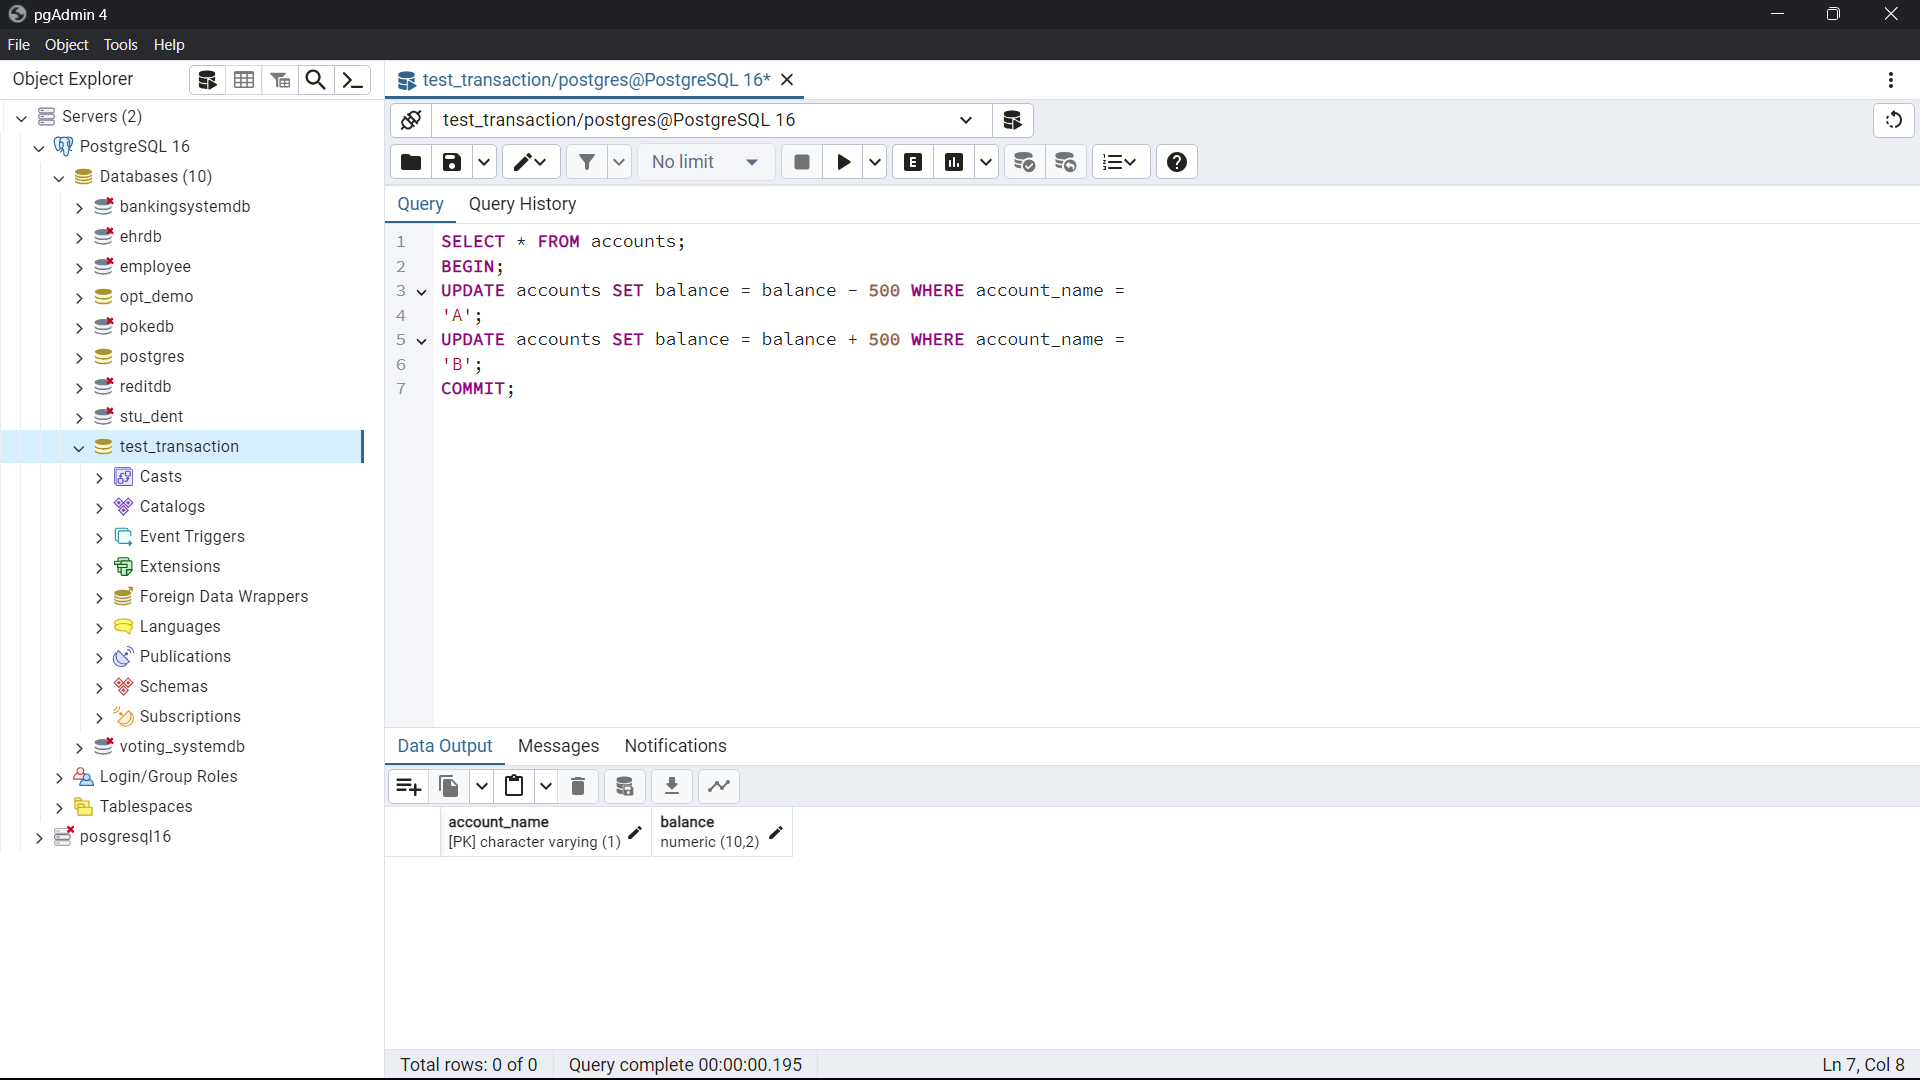 pgAdmin 4
File Object Tools Help
Object Explorer
Servers (2)
PostgreSQL 16
Databases (10)
bankingsystemdb
ehrdb
employee
opt_demo
pokedb
postgres
reditdb
stu_dent
test_transaction
Casts
Catalogs
Event Triggers
Extensions
Foreign Data Wrappers
Languages
Publications
Schemas
Subscriptions
voting_systemdb
Login/Group Roles
Tablespaces
posgresql16
test_transaction/postgres@PostgreSQL 16*
test_transaction/postgres@PostgreSQL 16
No limit
E
Query Query History
1 SELECT * FROM accounts;
2 BEGIN;
3 UPDATE accounts SET balance = balance - 500 WHERE account_name =
4 'A';
5 UPDATE accounts SET balance = balance + 500 WHERE account_name =
6 'B';
7 COMMIT;
Data Output Messages Notifications
account_name balance
[PK] character varying (1) numeric (10,2)
Total rows: 0 of 0 Query complete 00:00:00.195 Ln 7, Col 8